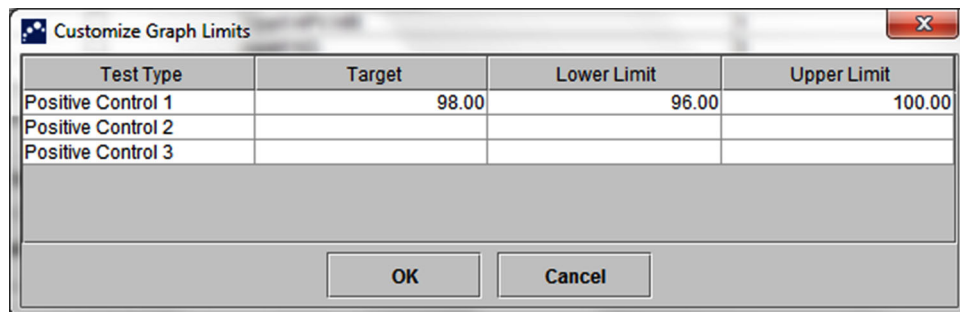 Customize Graph Limits
Test Type Target Lower Limit Upper Limit
Positive Control 1 98.00 96.00 100.00
Positive Control 2
Positive Control 3
OK Cancel